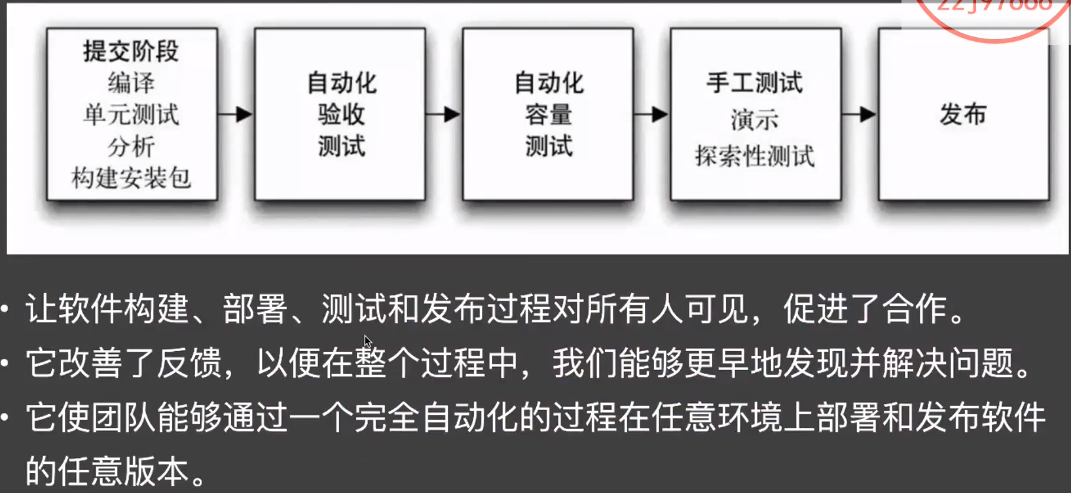 提交阶段
编译
单元测试
分析
构建安装包
自动化
验收
测试
自动化
容量
测试
手工测试
演示
探索性测试
发布
• 让软件构建、部署、测试和发布过程对所有人可见，促进了合作。
• 它改善了反馈，以便在整个过程中，我们能够更早地发现并解决问题。
• 它使团队能够通过一个完全自动化的过程在任意环境上部署和发布软件
的任意版本。